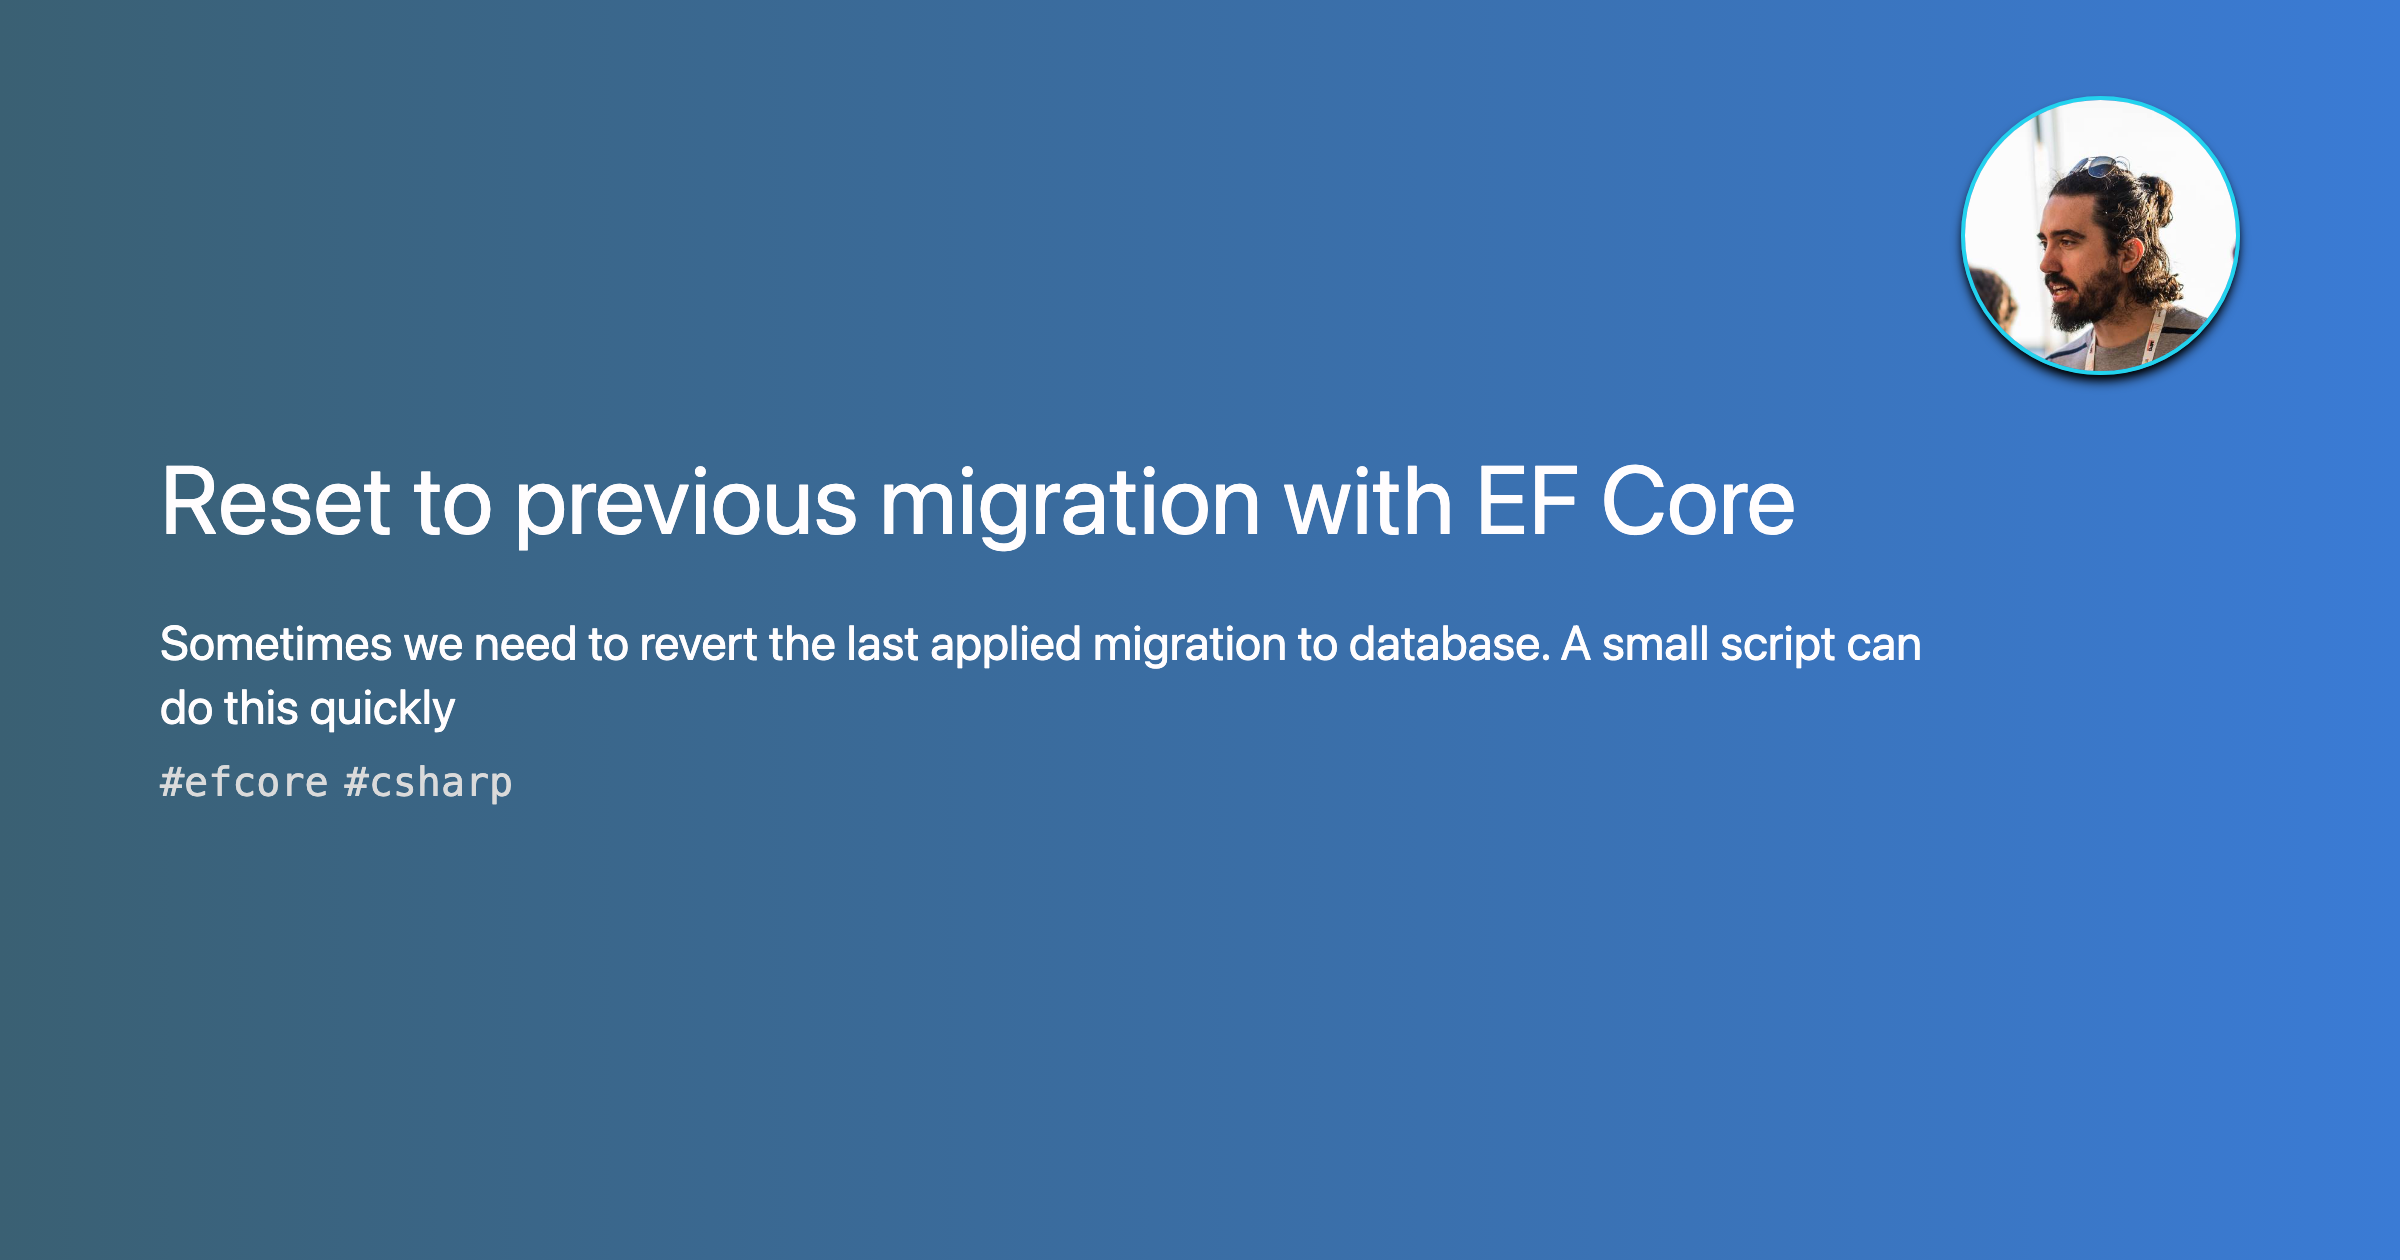 Reset to previous migration with EF Core
Sometimes we need to revert the last applied migration to database. A small script can
do this quickly
#efcore #csharp